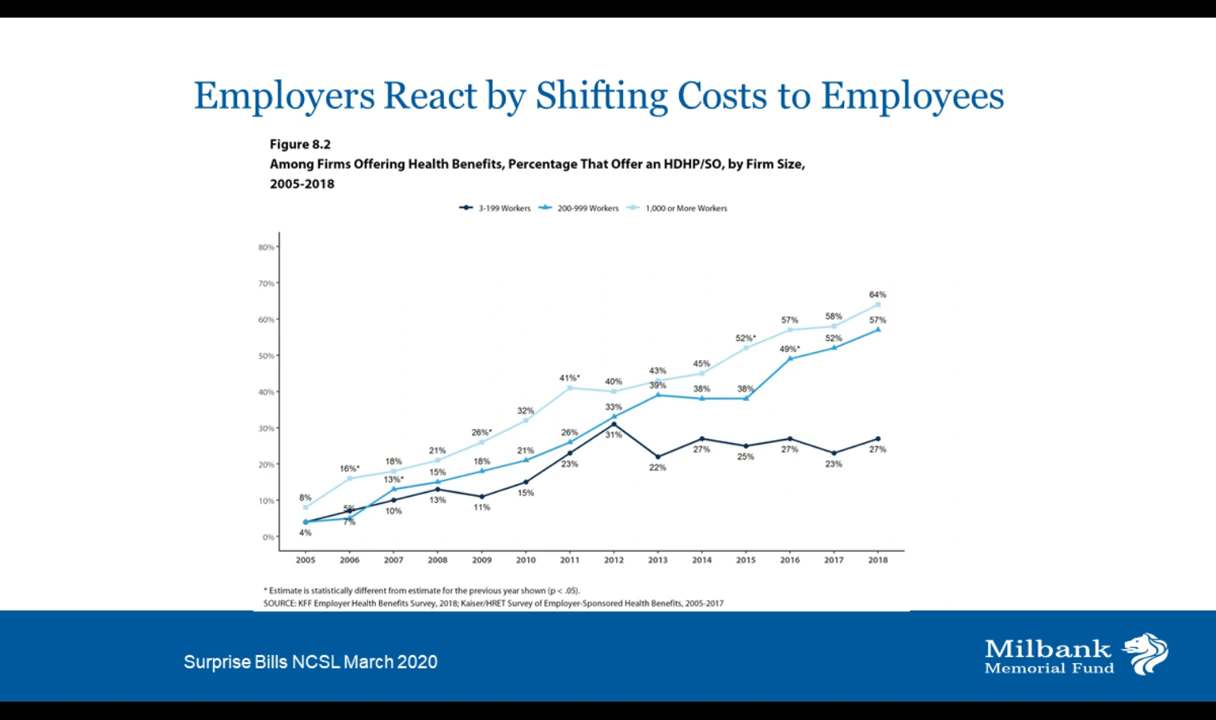 Employers React by Shifting Costs to Employees
Figure 8.2
Among Firms Offering Health Benefits, Percentage That Offer an HDHP/SO, by Firm Size,
2005-2018
3-199 Workers 200-999 Workers 1,000 or More Workers
80%
70%
60%
50%
40%
30%
20%
10%
0%
8% 16%* 18% 21% 26%* 32% 41%* 40% 43% 45% 52%* 57% 58% 64%
5% 13%* 15% 18% 21% 26% 33% 39% 38% 38% 49%* 52% 57%
4% 7% 10% 13% 11% 15% 23% 31% 22% 27% 25% 27% 23% 27%
2005 2006 2007 2008 2009 2010 2011 2012 2013 2014 2015 2016 2017 2018
* Estimate is statistically different from estimate for the previous year shown (p < .05).
SOURCE: KFF Employer Health Benefits Survey, 2018; Kaiser/HRET Survey of Employer-Sponsored Health Benefits, 2005-2017
Surprise Bills NCSL March 2020
Milbank
Memorial Fund